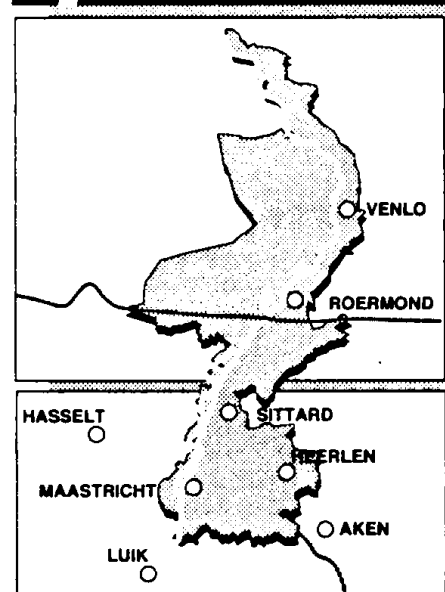 VENLO
ROERMOND
HASSELT
SITTARD
HEERLEN
MAASTRICHT
AKEN
LUIK